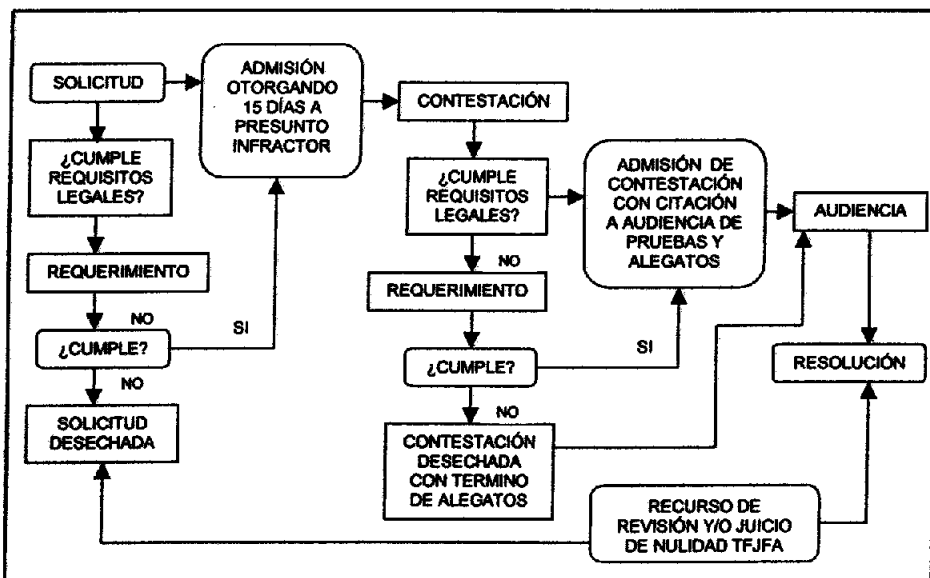 SOLICITUD
ADMISIÓN
OTORGANDO
15 DÍAS A
PRESUNTO
INFRACTOR
CONTESTACIÓN
¿CUMPLE
REQUISITOS
LEGALES?
¿CUMPLE
REQUISITOS
LEGALES?
ADMISIÓN DE
CONTESTACIÓN
CON CITACIÓN
A AUDIENCIA DE
PRUEBAS Y
ALEGATOS
AUDIENCIA
REQUERIMIENTO
NO
REQUERIMIENTO
NO
¿CUMPLE?
SI
¿CUMPLE?
SI
RESOLUCIÓN
NO
SOLICITUD
DESECHADA
NO
CONTESTACIÓN
DESECHADA
CON TERMINO
DE ALEGATOS
RECURSO DE
REVISIÓN Y/O JUICIO
DE NULIDAD TFJFA